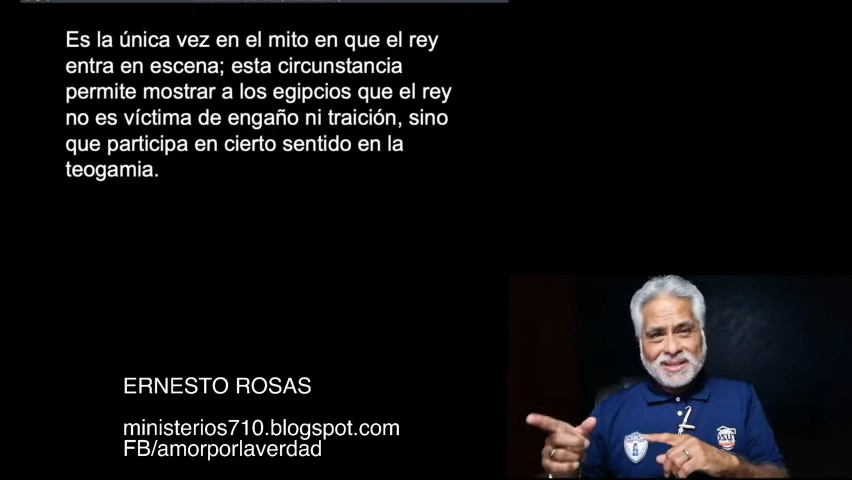 Es la única vez en el mito en que el rey
entra en escena; esta circunstancia
permite mostrar a los egipcios que el rey
no es víctima de engaño ni traición, sino
que participa en cierto sentido en la
teogamia.
ERNESTO ROSAS
ministerios710.blogspot.com
FB/amorporlaverdad